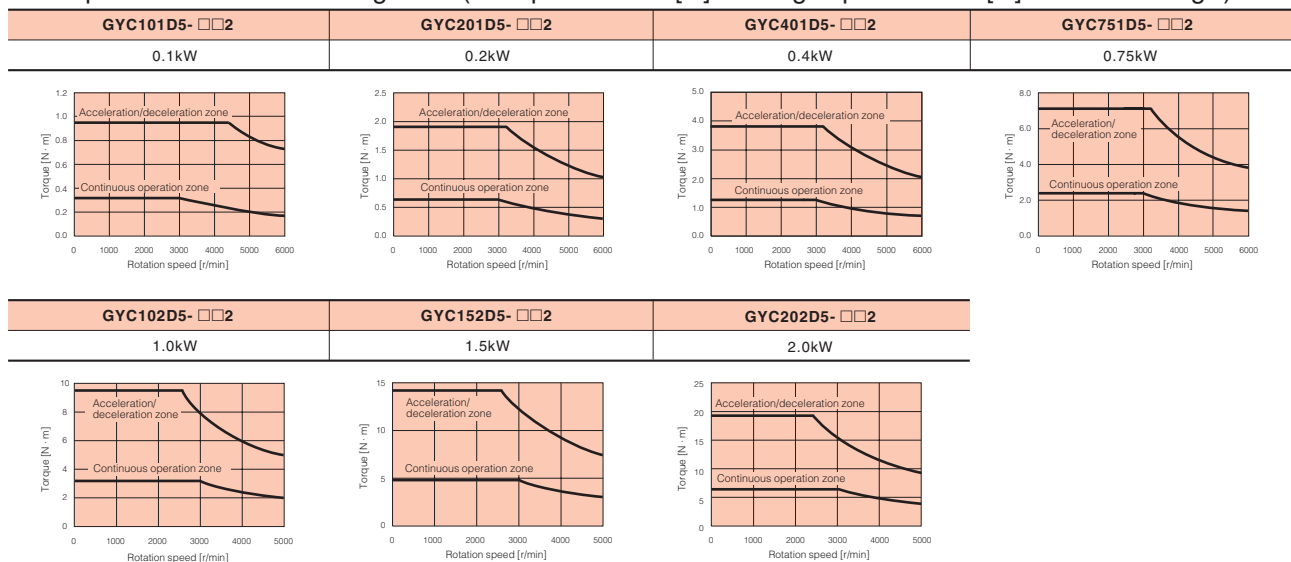 GYC101D5- □□2 GYC201D5- □□2 GYC401D5- □□2 GYC751D5- □□2
0.1kW 0.2kW 0.4kW 0.75kW
1.2
1.0
0.8
0.6
0.4
0.2
0.0
Torque [N · m]
Acceleration/deceleration zone
Continuous operation zone
0 1000 2000 3000 4000 5000 6000
Rotation speed [r/min]
2.5
2.0
1.5
1.0
0.5
0.0
Torque [N · m]
Acceleration/deceleration zone
Continuous operation zone
0 1000 2000 3000 4000 5000 6000
Rotation speed [r/min]
5.0
4.0
3.0
2.0
1.0
0.0
Torque [N · m]
Acceleration/deceleration zone
Continuous operation zone
0 1000 2000 3000 4000 5000 6000
Rotation speed [r/min]
8.0
6.0
4.0
2.0
0.0
Torque [N · m]
Acceleration/
deceleration zone
Continuous operation zone
0 1000 2000 3000 4000 5000 6000
Rotation speed [r/min]
GYC102D5- □□2 GYC152D5- □□2 GYC202D5- □□2
1.0kW 1.5kW 2.0kW
10
8
6
4
2
0
Torque [N · m]
Acceleration/
deceleration zone
Continuous operation zone
0 1000 2000 3000 4000 5000
Rotation speed [r/min]
15
10
5
0
Torque [N · m]
Acceleration/
deceleration zone
Continuous operation zone
0 1000 2000 3000 4000 5000
Rotation speed [r/min]
25
20
15
10
5
0
Torque [N · m]
Acceleration/deceleration zone
Continuous operation zone
0 1000 2000 3000 4000 5000
Rotation speed [r/min]